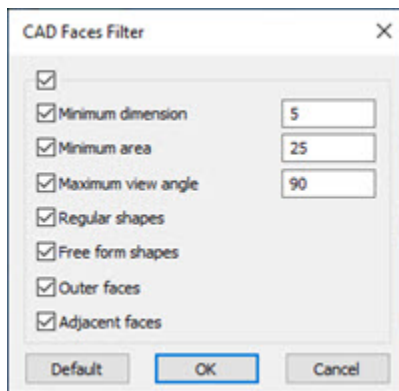 CAD Faces Filter
Minimum dimension 5
Minimum area 25
Maximum view angle 90
Regular shapes
Free form shapes
Outer faces
Adjacent faces
Default OK Cancel